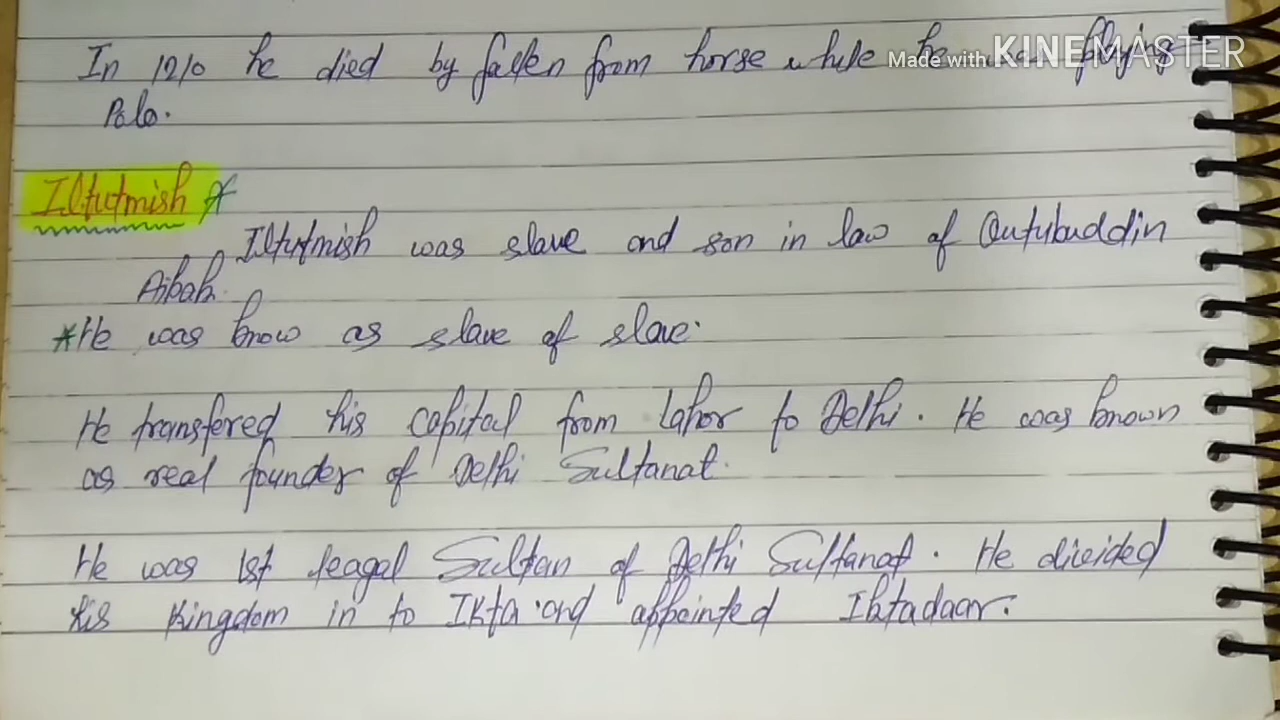 In 1210 he died by fallen from horse while he was playing
Polo.
Made with KINEMASTER
Iltutmish
Iltutmish was slave and son in law of Qutubuddin
Aibak.
*He was know as slave of slave.
He transfered his capital from lahor to Delhi. He was known
as real founder of Delhi Sultanat.
He was 1st leagal Sultan of Delhi Sultanat. He divided
his Kingdom in to IKta and appointed Iktadaar.